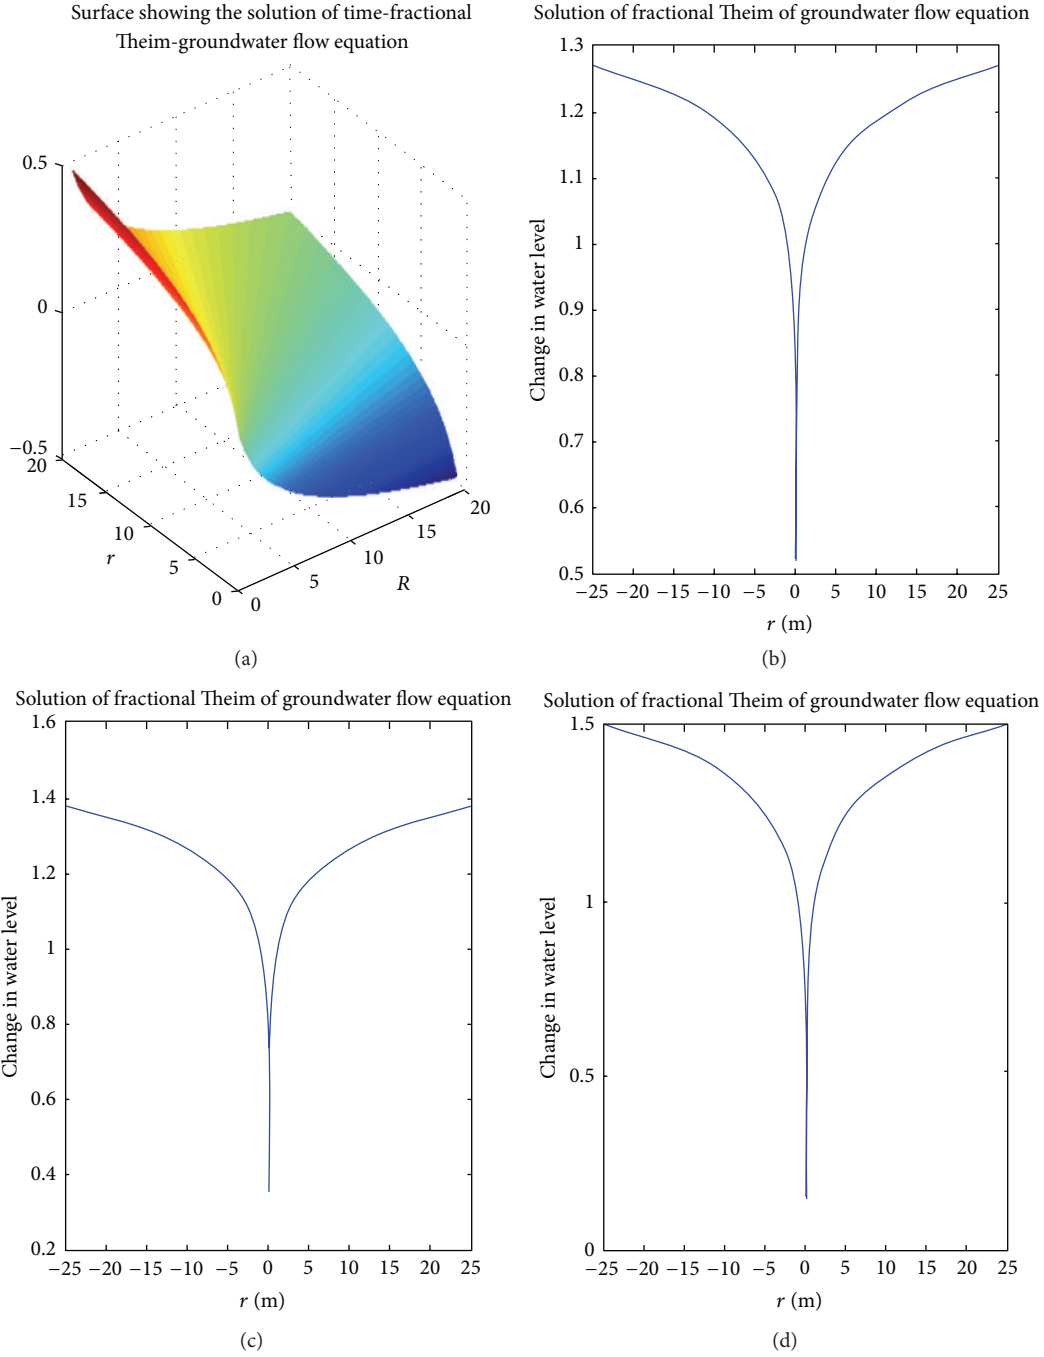 Surface showing the solution of time-fractional
Theim-groundwater flow equation
0.5
0
−0.5
20
15
10
5
0
r
0
5
10
15
20
R
(a)
Solution of fractional Theim of groundwater flow equation
1.3
1.2
1.1
1
0.9
0.8
0.7
0.6
0.5
Change in water level
−25 −20 −15 −10 −5 0 5 10 15 20 25
r (m)
(b)
Solution of fractional Theim of groundwater flow equation
1.6
1.4
1.2
1
0.8
0.6
0.4
0.2
Change in water level
−25 −20 −15 −10 −5 0 5 10 15 20 25
r (m)
(c)
Solution of fractional Theim of groundwater flow equation
1.5
1
0.5
0
Change in water level
−25 −20 −15 −10 −5 0 5 10 15 20 25
r (m)
(d)